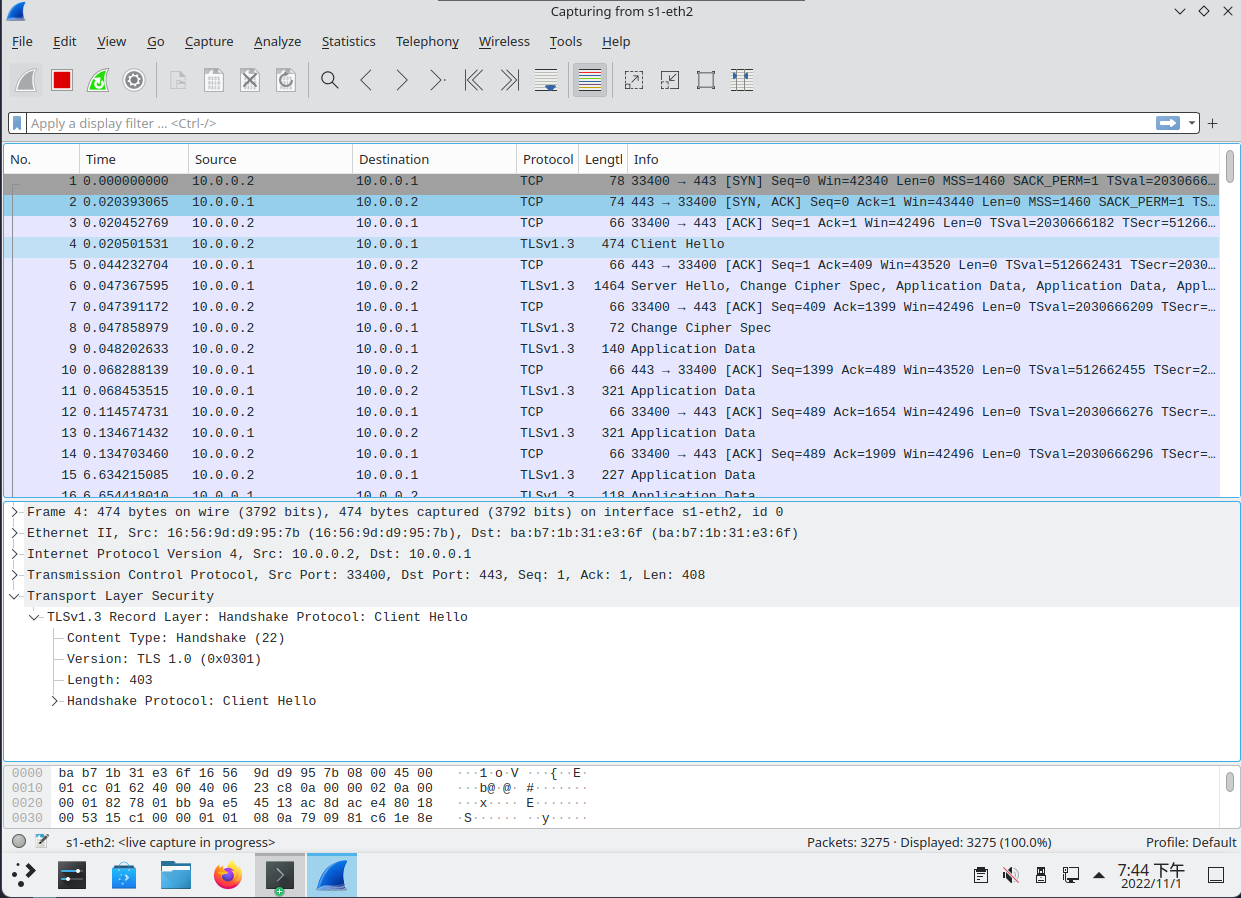 Capturing from s1-eth2
File Edit View Go Capture Analyze Statistics Telephony Wireless Tools Help
Apply a display filter ... <Ctrl-/>
No. Time Source Destination Protocol Lengtl Info
1 0.000000000 10.0.0.2 10.0.0.1 TCP 78 33400 → 443 [SYN] Seq=0 Win=42340 Len=0 MSS=1460 SACK_PERM=1 TSval=2030666…
2 0.020393065 10.0.0.1 10.0.0.2 TCP 74 443 → 33400 [SYN, ACK] Seq=0 Ack=1 Win=43440 Len=0 MSS=1460 SACK_PERM=1 TS…
3 0.020452769 10.0.0.2 10.0.0.1 TCP 66 33400 → 443 [ACK] Seq=1 Ack=1 Win=42496 Len=0 TSval=2030666182 TSecr=51266…
4 0.020501531 10.0.0.2 10.0.0.1 TLSv1.3 474 Client Hello
5 0.044232704 10.0.0.1 10.0.0.2 TCP 66 443 → 33400 [ACK] Seq=1 Ack=409 Win=43520 Len=0 TSval=512662431 TSecr=2030…
6 0.047367595 10.0.0.1 10.0.0.2 TLSv1.3 1464 Server Hello, Change Cipher Spec, Application Data, Application Data, Appl…
7 0.047391172 10.0.0.2 10.0.0.1 TCP 66 33400 → 443 [ACK] Seq=409 Ack=1399 Win=42496 Len=0 TSval=2030666209 TSecr=…
8 0.047858979 10.0.0.2 10.0.0.1 TLSv1.3 72 Change Cipher Spec
9 0.048202633 10.0.0.2 10.0.0.1 TLSv1.3 140 Application Data
10 0.068288139 10.0.0.1 10.0.0.2 TCP 66 443 → 33400 [ACK] Seq=1399 Ack=489 Win=43520 Len=0 TSval=512662455 TSecr=2…
11 0.068453515 10.0.0.1 10.0.0.2 TLSv1.3 321 Application Data
12 0.114574731 10.0.0.2 10.0.0.1 TCP 66 33400 → 443 [ACK] Seq=489 Ack=1654 Win=42496 Len=0 TSval=2030666276 TSecr=…
13 0.134671432 10.0.0.1 10.0.0.2 TLSv1.3 321 Application Data
14 0.134703460 10.0.0.2 10.0.0.1 TCP 66 33400 → 443 [ACK] Seq=489 Ack=1909 Win=42496 Len=0 TSval=2030666296 TSecr=…
15 6.634215085 10.0.0.2 10.0.0.1 TLSv1.3 227 Application Data
16 6.654418010 10.0.0.1 10.0.0.2 TLSv1.3 118 Application Data
Frame 4: 474 bytes on wire (3792 bits), 474 bytes captured (3792 bits) on interface s1-eth2, id 0
Ethernet II, Src: 16:56:9d:d9:95:7b (16:56:9d:d9:95:7b), Dst: ba:b7:1b:31:e3:6f (ba:b7:1b:31:e3:6f)
Internet Protocol Version 4, Src: 10.0.0.2, Dst: 10.0.0.1
Transmission Control Protocol, Src Port: 33400, Dst Port: 443, Seq: 1, Ack: 1, Len: 408
Transport Layer Security
TLSv1.3 Record Layer: Handshake Protocol: Client Hello
Content Type: Handshake (22)
Version: TLS 1.0 (0x0301)
Length: 403
Handshake Protocol: Client Hello
0000 ba b7 1b 31 e3 6f 16 56 9d d9 95 7b 08 00 45 00 ···1·o·V ···{··E·
0010 01 cc 01 62 40 00 40 06 23 c8 0a 00 00 02 0a 00 ···b@·@· #·······
0020 00 01 82 78 01 bb 9a e5 45 13 ac 8d ac e4 80 18 ···x···· E·······
0030 00 53 15 c1 00 00 01 01 08 0a 79 09 81 c6 1e 8e ·S······ ··y·····
s1-eth2: <live capture in progress> Packets: 3275 · Displayed: 3275 (100.0%) Profile: Default
7:44 下午
2022/11/1